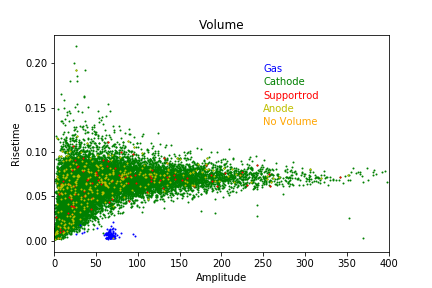 Volume
Risetime
0.20
0.15
0.10
0.05
0.00
Gas
Cathode
Supportrod
Anode
No Volume
0 50 100 150 200 250 300 350 400
Amplitude